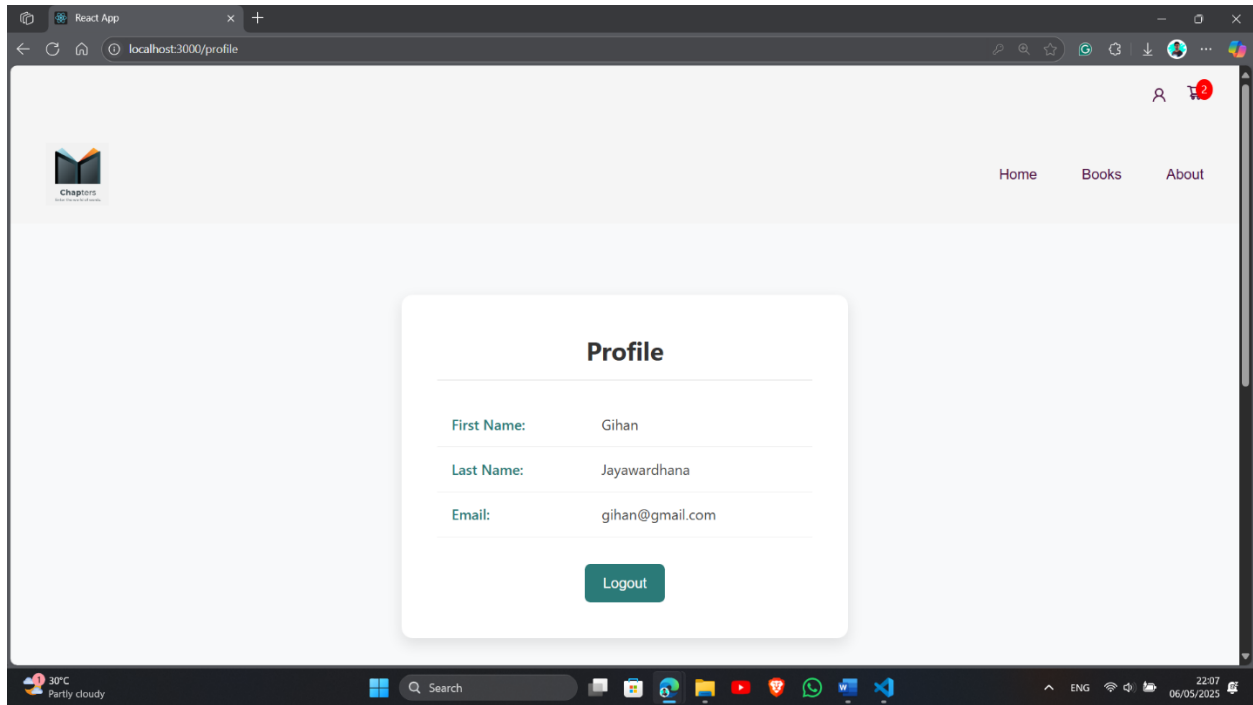 React App
localhost:3000/profile
2
Chapters
Home Books About
Profile
First Name: Gihan
Last Name: Jayawardhana
Email: gihan@gmail.com
Logout
1
30°C
Partly cloudy
Search
ENG
22:07
06/05/2025